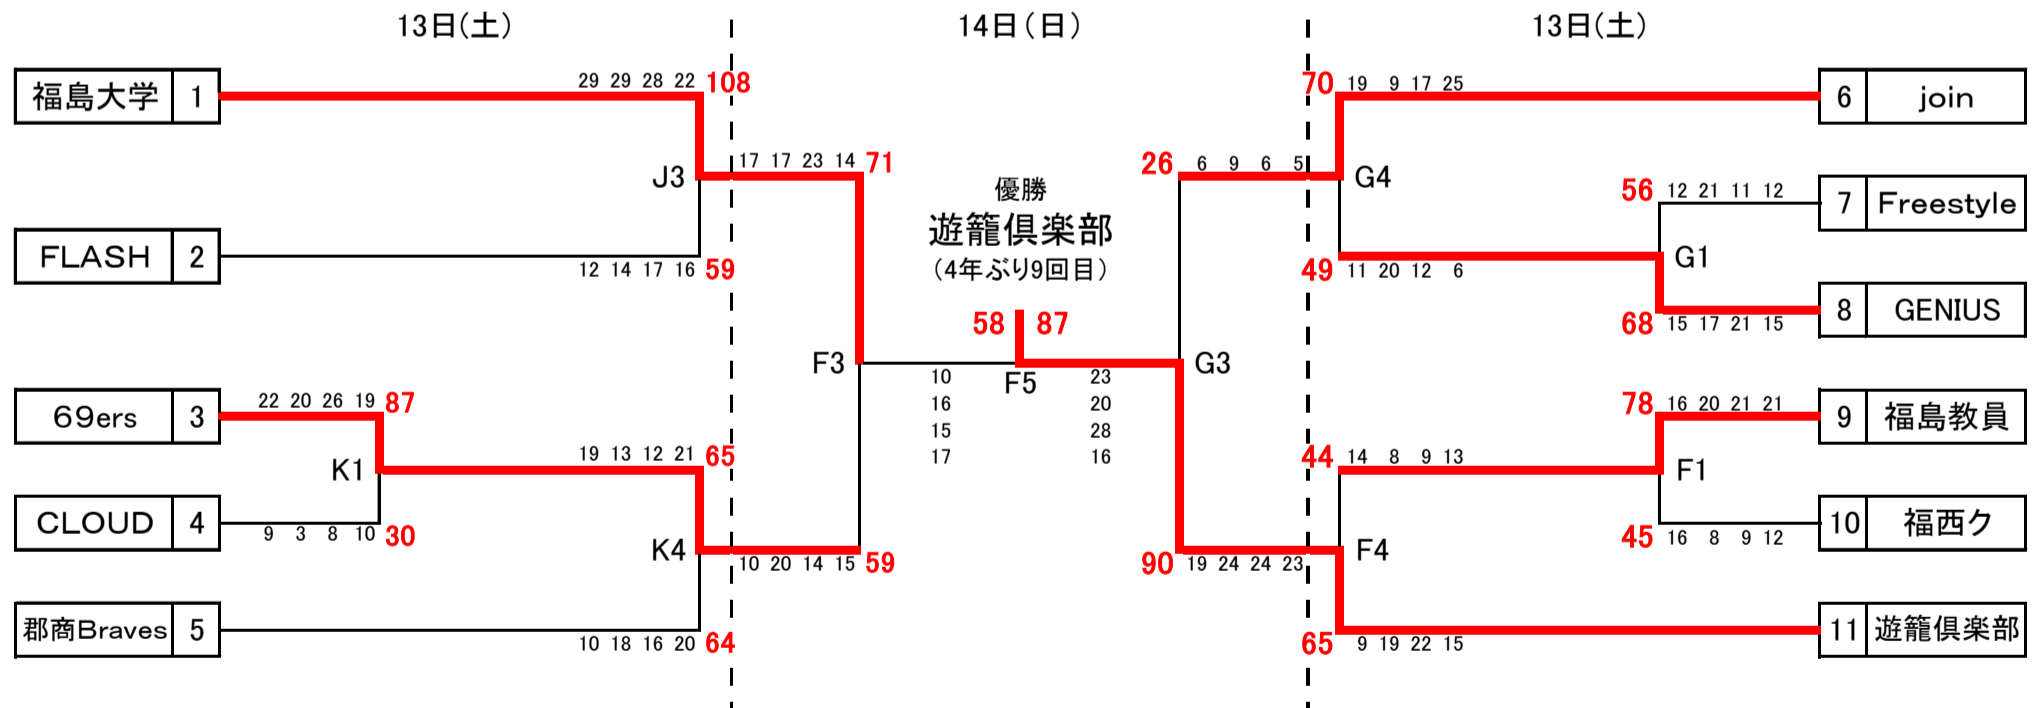 13日(土)
14日(日)
13日(土)
福島大学 1
29 29 28 22 108
70 19 9 17 25
6 join
J3
17 17 23 14 71
26 6 9 6 5
G4
56 12 21 11 12
7 Freestyle
優勝
遊籠倶楽部
(4年ぶり9回目)
FLASH 2
12 14 17 16 59
49 11 20 12 6
G1
68 15 17 21 15
8 GENIUS
58 87
F3
F5
G3
10 23
16 20
15 28
17 16
69ers 3
22 20 26 19 87
78 16 20 21 21
9 福島教員
K1
19 13 12 21 65
44 14 8 9 13
F1
CLOUD 4
9 3 8 10 30
45 16 8 9 12
10 福西ク
K4
10 20 14 15 59
90 19 24 24 23
F4
郡商Braves 5
10 18 16 20 64
65 9 19 22 15
11 遊籠倶楽部